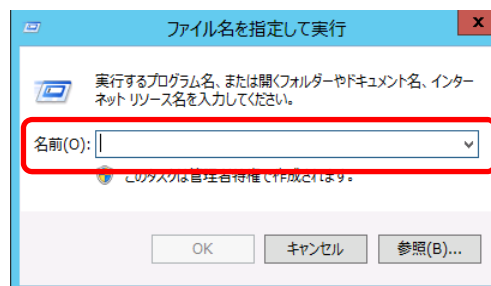 ファイル名を指定して実行
x
実行するプログラム名、または開くフォルダーやドキュメント名、インター
ネット リソース名を入力してください。
名前(O):
このタスクは管理者特権で作成されます。
OK
キャンセル
参照(B)...